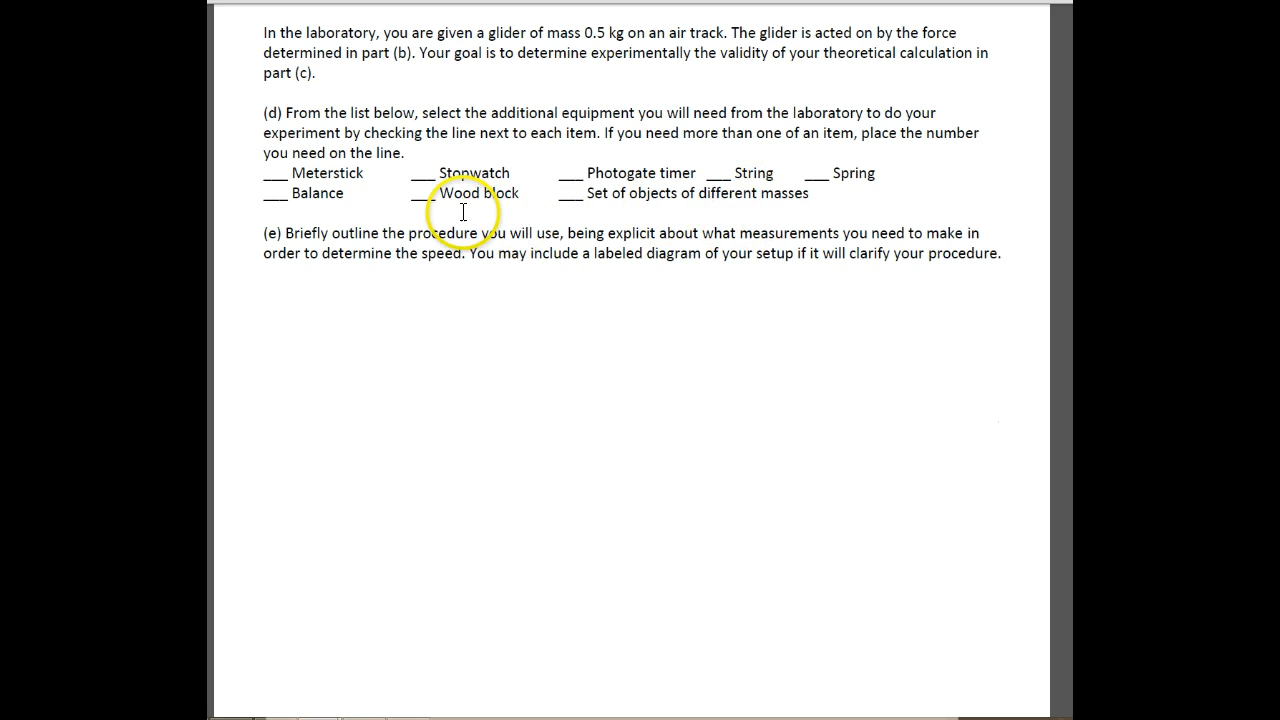 In the laboratory, you are given a glider of mass 0.5 kg on an air track. The glider is acted on by the force
determined in part (b). Your goal is to determine experimentally the validity of your theoretical calculation in
part (c).
(d) From the list below, select the additional equipment you will need from the laboratory to do your
experiment by checking the line next to each item. If you need more than one of an item, place the number
you need on the line.
___ Meterstick ___ Stopwatch ___ Photogate timer ___ String ___ Spring
___ Balance ___ Wood block ___ Set of objects of different masses
(e) Briefly outline the procedure you will use, being explicit about what measurements you need to make in
order to determine the speed. You may include a labeled diagram of your setup if it will clarify your procedure.